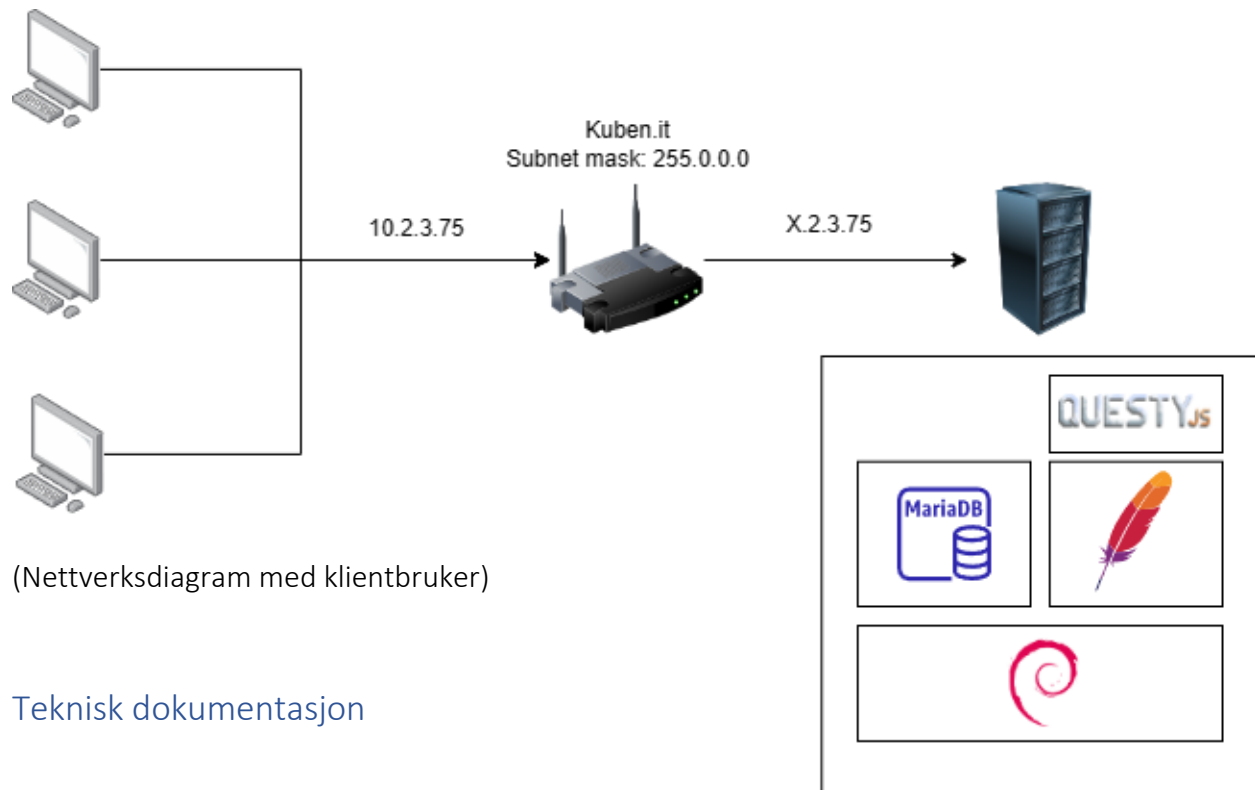 Kuben.it
Subnet mask: 255.0.0.0
10.2.3.75
X.2.3.75
QUESTYJS
MariaDB
(Nettverksdiagram med klientbruker)
Teknisk dokumentasjon